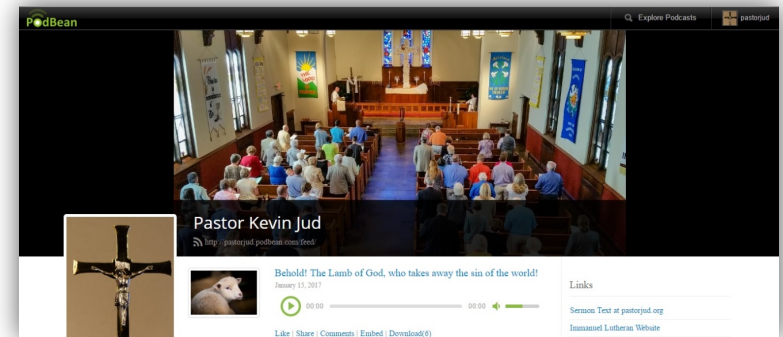 PodBean
Explore Podcasts
pastorjud
Pastor Kevin Jud
http://pastorjud.podbean.com/feed/
Behold! The Lamb of God, who takes away the sin of the world!
January 15, 2017
00:00
00:00
Like | Share | Comments | Embed | Download(6)
Links
Sermon Text at pastorjud.org
Immanuel Lutheran Website